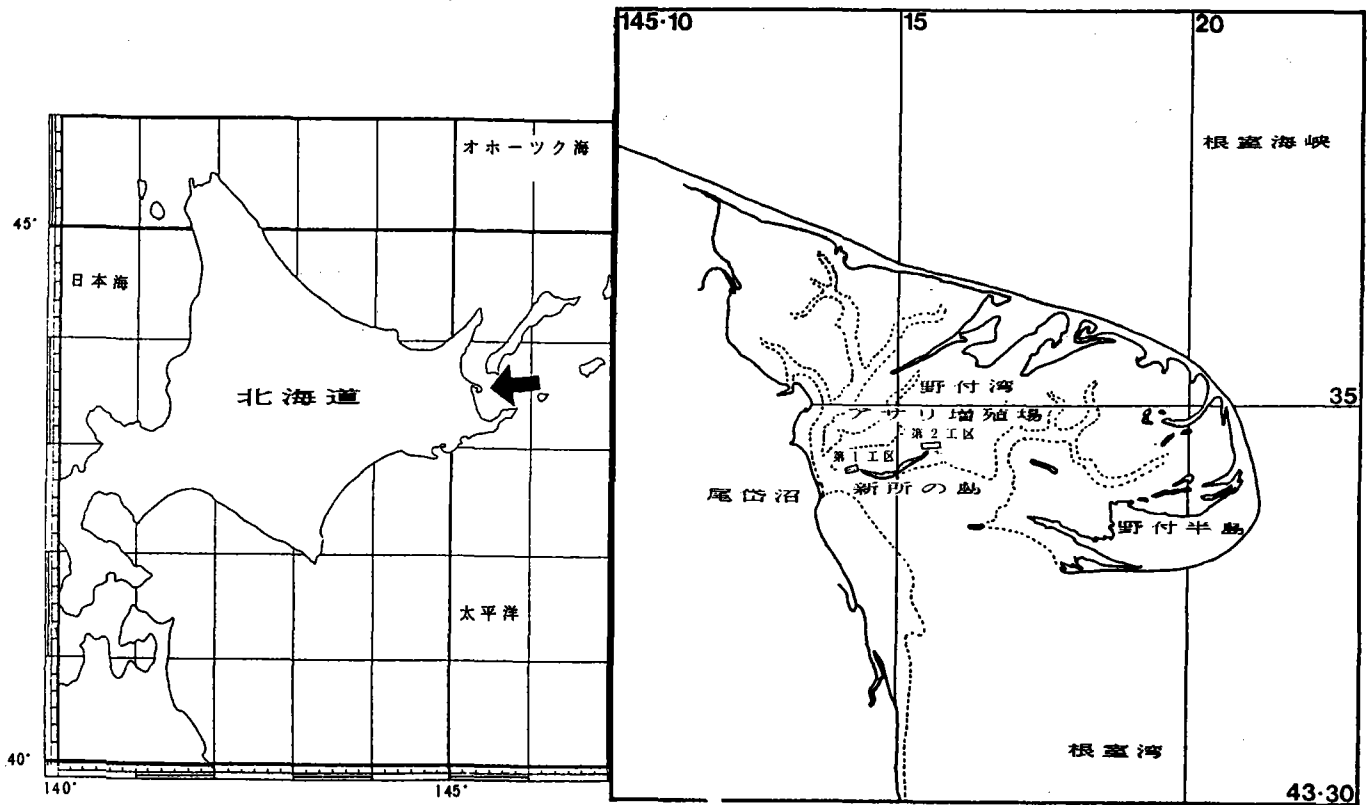 オホーツク海
45°
日本海
北海道
太平洋
40°
140°
145°
145·10
15
20
根室海峡
野付湾
35
アサリ増殖場
第2工区
第1工区
尾岱沼
新所の島
野付半島
根室湾
43·30